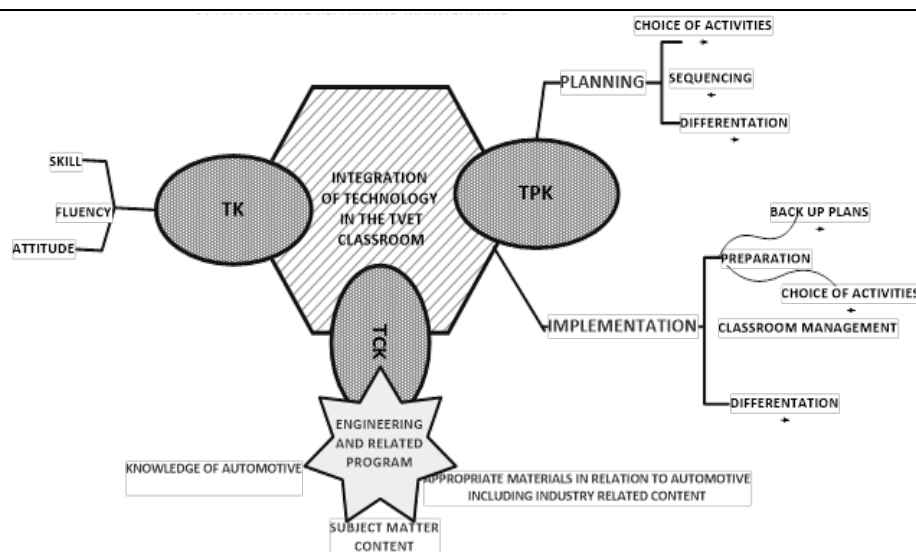 CHOICE OF ACTIVITIES
PLANNING
SEQUENCING
DIFFERENTATION
SKILL
FLUENCY
ATTITUDE
TK
INTEGRATION
OF TECHNOLOGY
IN THE TVET
CLASSROOM
TPK
BACK UP PLANS
PREPARATION
CHOICE OF ACTIVITIES
IMPLEMENTATION
CLASSROOM MANAGEMENT
DIFFERENTATION
TCK
ENGINEERING
AND RELATED
PROGRAM
KNOWLEDGE OF AUTOMOTIVE
APPROPRIATE MATERIALS IN RELATION TO AUTOMOTIVE
INCLUDING INDUSTRY RELATED CONTENT
SUBJECT MATTER
CONTENT